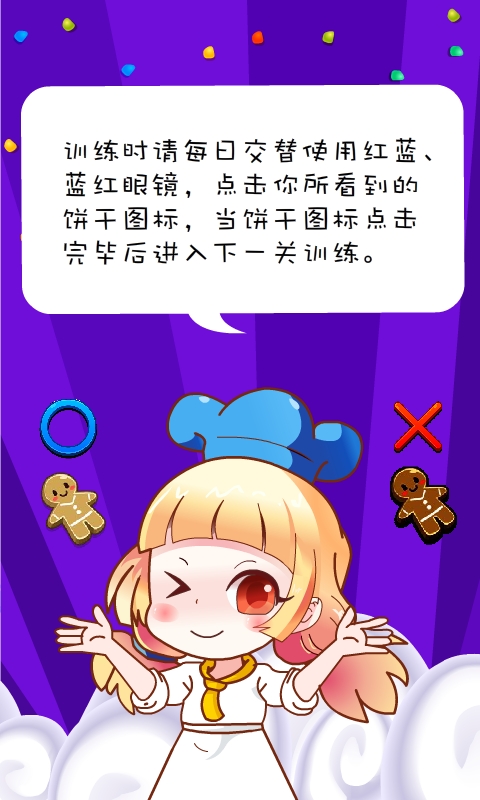 训练时请每日交替使用红蓝、
蓝红眼镜，点击你所看到的
饼干图标，当饼干图标点击
完毕后进入下一关训练。